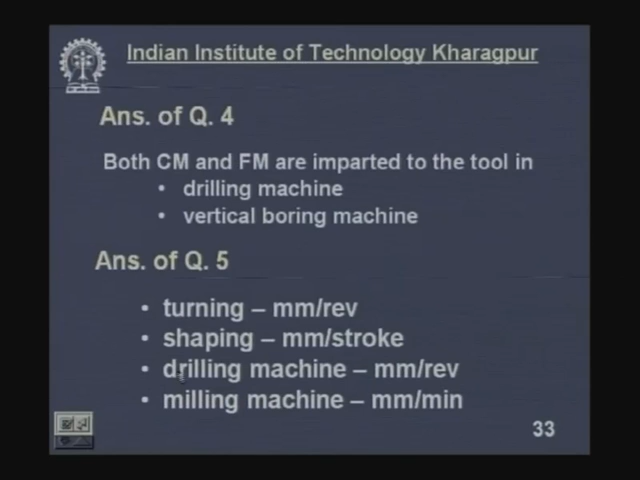 Indian Institute of Technology Kharagpur
Ans. of Q. 4
Both CM and FM are imparted to the tool in
• drilling machine
• vertical boring machine
Ans. of Q. 5
• turning – mm/rev
• shaping – mm/stroke
• drilling machine – mm/rev
• milling machine – mm/min
33